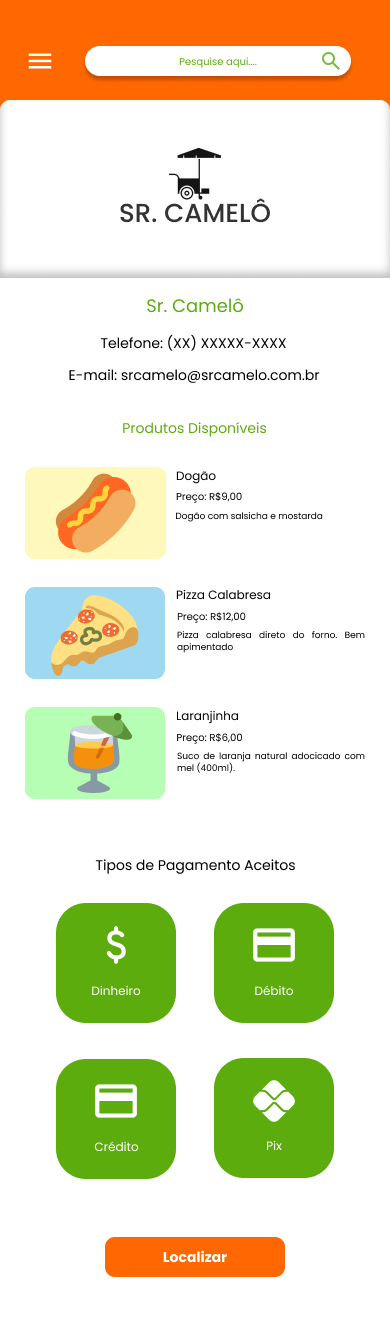 Pesquise aqui....
SR. CAMELÔ
Sr. Camelô
Telefone: (XX) XXXXX-XXXX
E-mail: srcamelo@srcamelo.com.br
Produtos Disponíveis
Dogão
Preço: R$9,00
Dogão com salsicha e mostarda
Pizza Calabresa
Preço: R$12,00
Pizza calabresa direto do forno. Bem
apimentado
Laranjinha
Preço: R$6,00
Suco de laranja natural adocicado com
mel (400ml).
Tipos de Pagamento Aceitos
Dinheiro
Débito
Crédito
Pix
Localizar